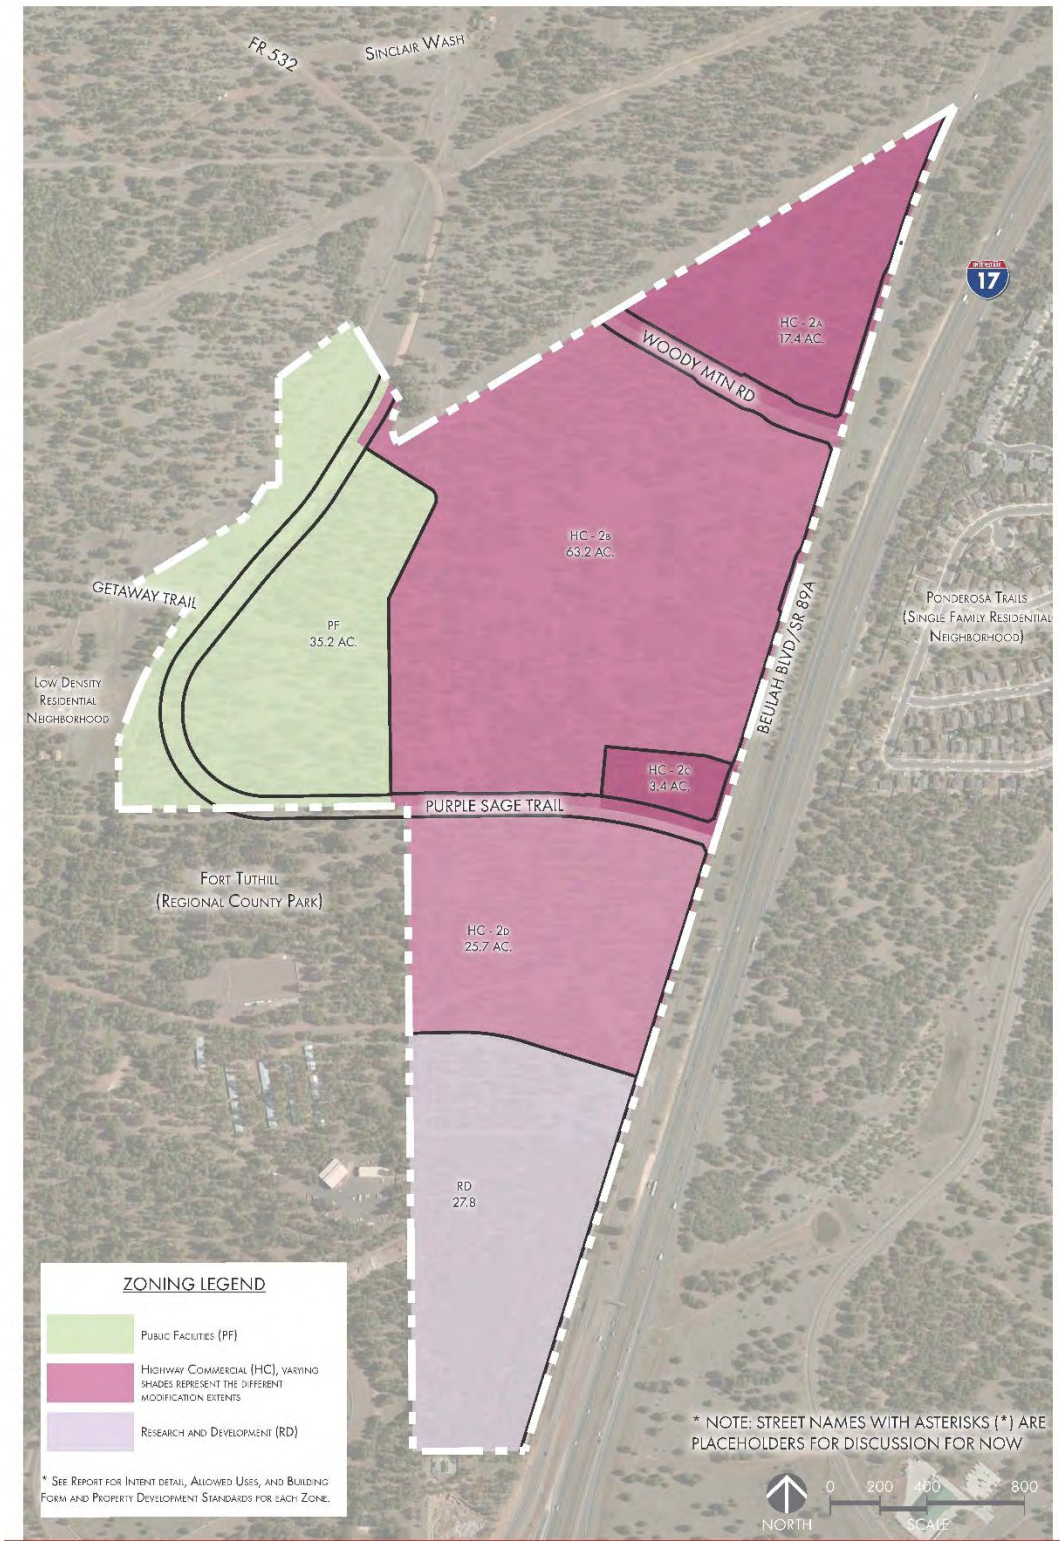 FR 532
SINCLAIR WASH
INTERSTATE
17
HC - 2A
17.4 AC.
WOODY MTN RD
HC - 2B
63.2 AC.
GETAWAY TRAIL
PF
35.2 AC.
BEULAH BLVD/SR 89A
PONDEROSA TRAILS
(SINGLE FAMILY RESIDENTIAL
NEIGHBORHOOD)
LOW DENSITY
RESIDENTIAL
NEIGHBORHOOD
HC - 2C
3.4 AC.
PURPLE SAGE TRAIL
FORT TUTHILL
(REGIONAL COUNTY PARK)
HC - 2D
25.7 AC.
RD
27.8
ZONING LEGEND
PUBLIC FACILITIES (PF)
HIGHWAY COMMERCIAL (HC), VARYING
SHADES REPRESENT THE DIFFERENT
MODIFICATION EXTENTS
RESEARCH AND DEVELOPMENT (RD)
* SEE REPORT FOR INTENT DETAIL, ALLOWED USES, AND BUILDING
FORM AND PROPERTY DEVELOPMENT STANDARDS FOR EACH ZONE.
* NOTE: STREET NAMES WITH ASTERISKS (*) ARE
PLACEHOLDERS FOR DISCUSSION FOR NOW
0 200 400 800
NORTH
SCALE